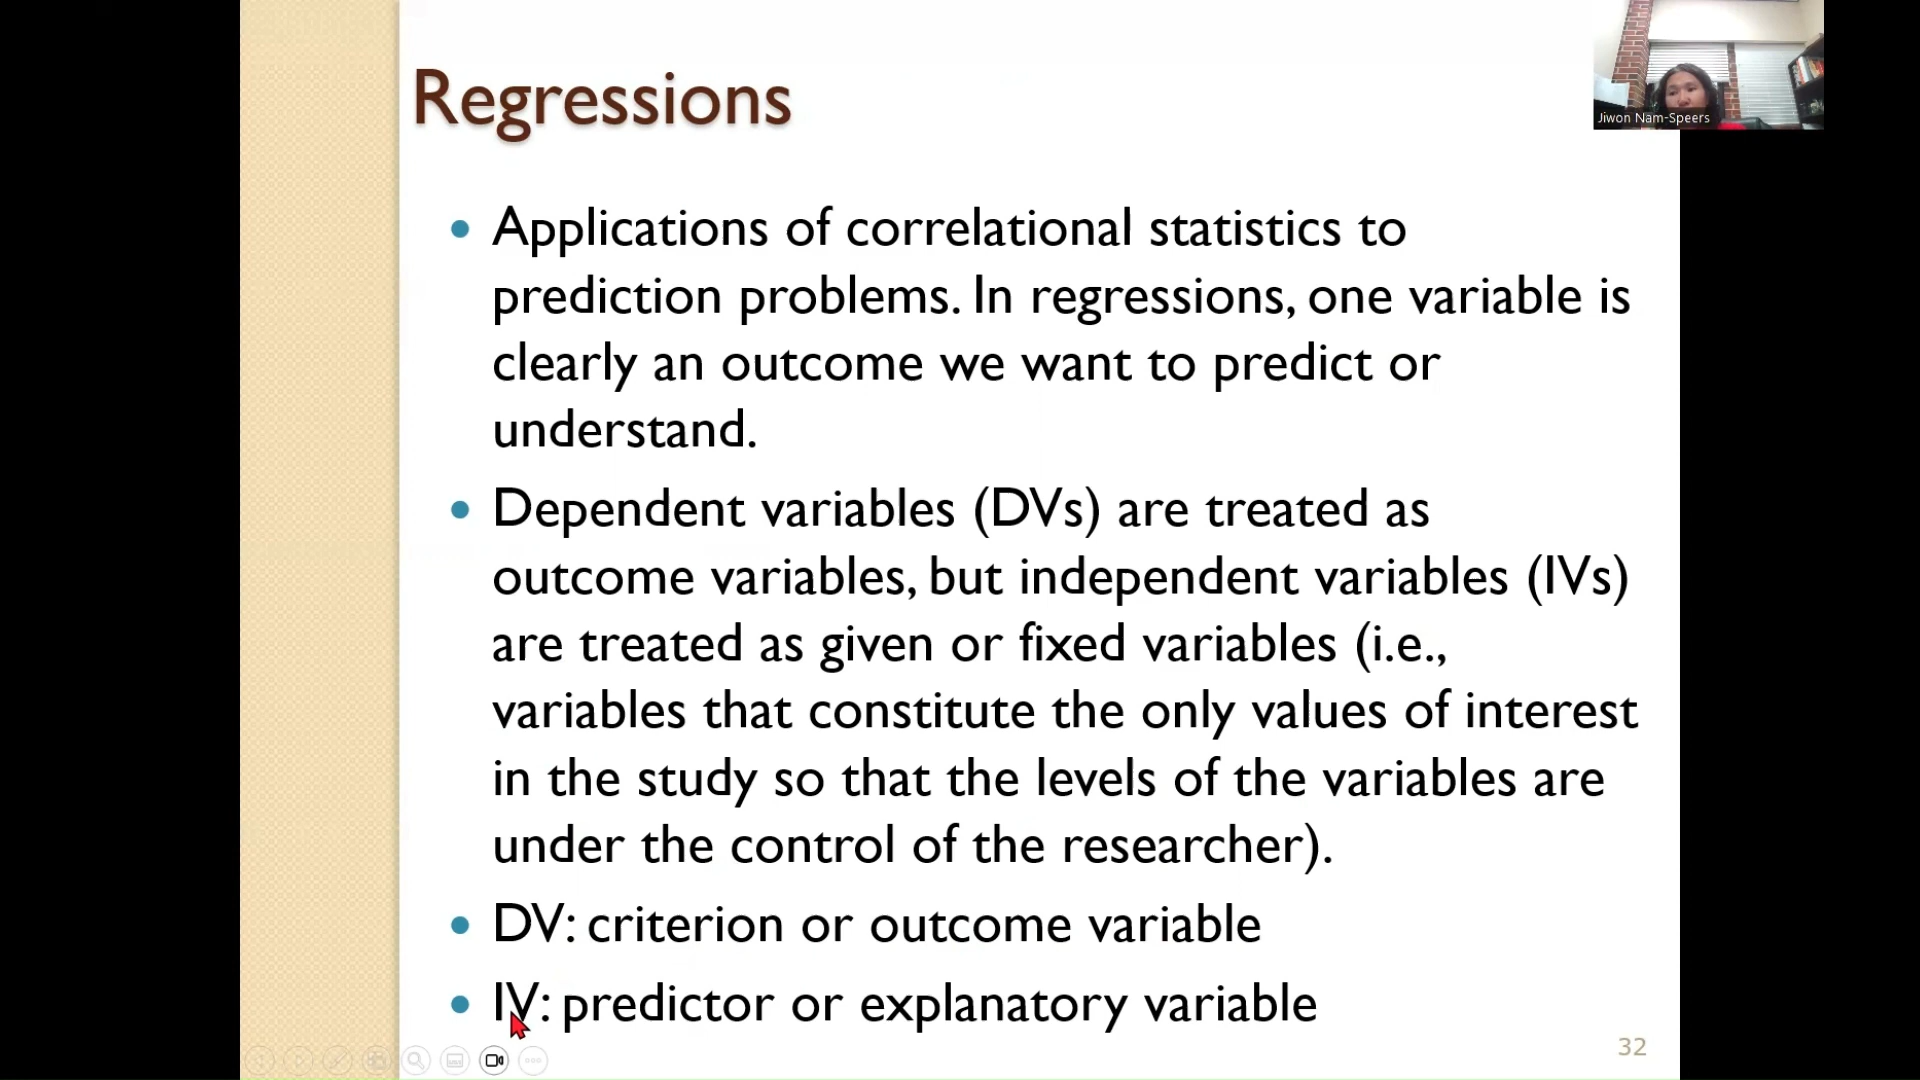 Regressions
Jiwon Nam-Speers
• Applications of correlational statistics to
prediction problems. In regressions, one variable is
clearly an outcome we want to predict or
understand.
• Dependent variables (DVs) are treated as
outcome variables, but independent variables (IVs)
are treated as given or fixed variables (i.e.,
variables that constitute the only values of interest
in the study so that the levels of the variables are
under the control of the researcher).
• DV: criterion or outcome variable
• IV: predictor or explanatory variable
32